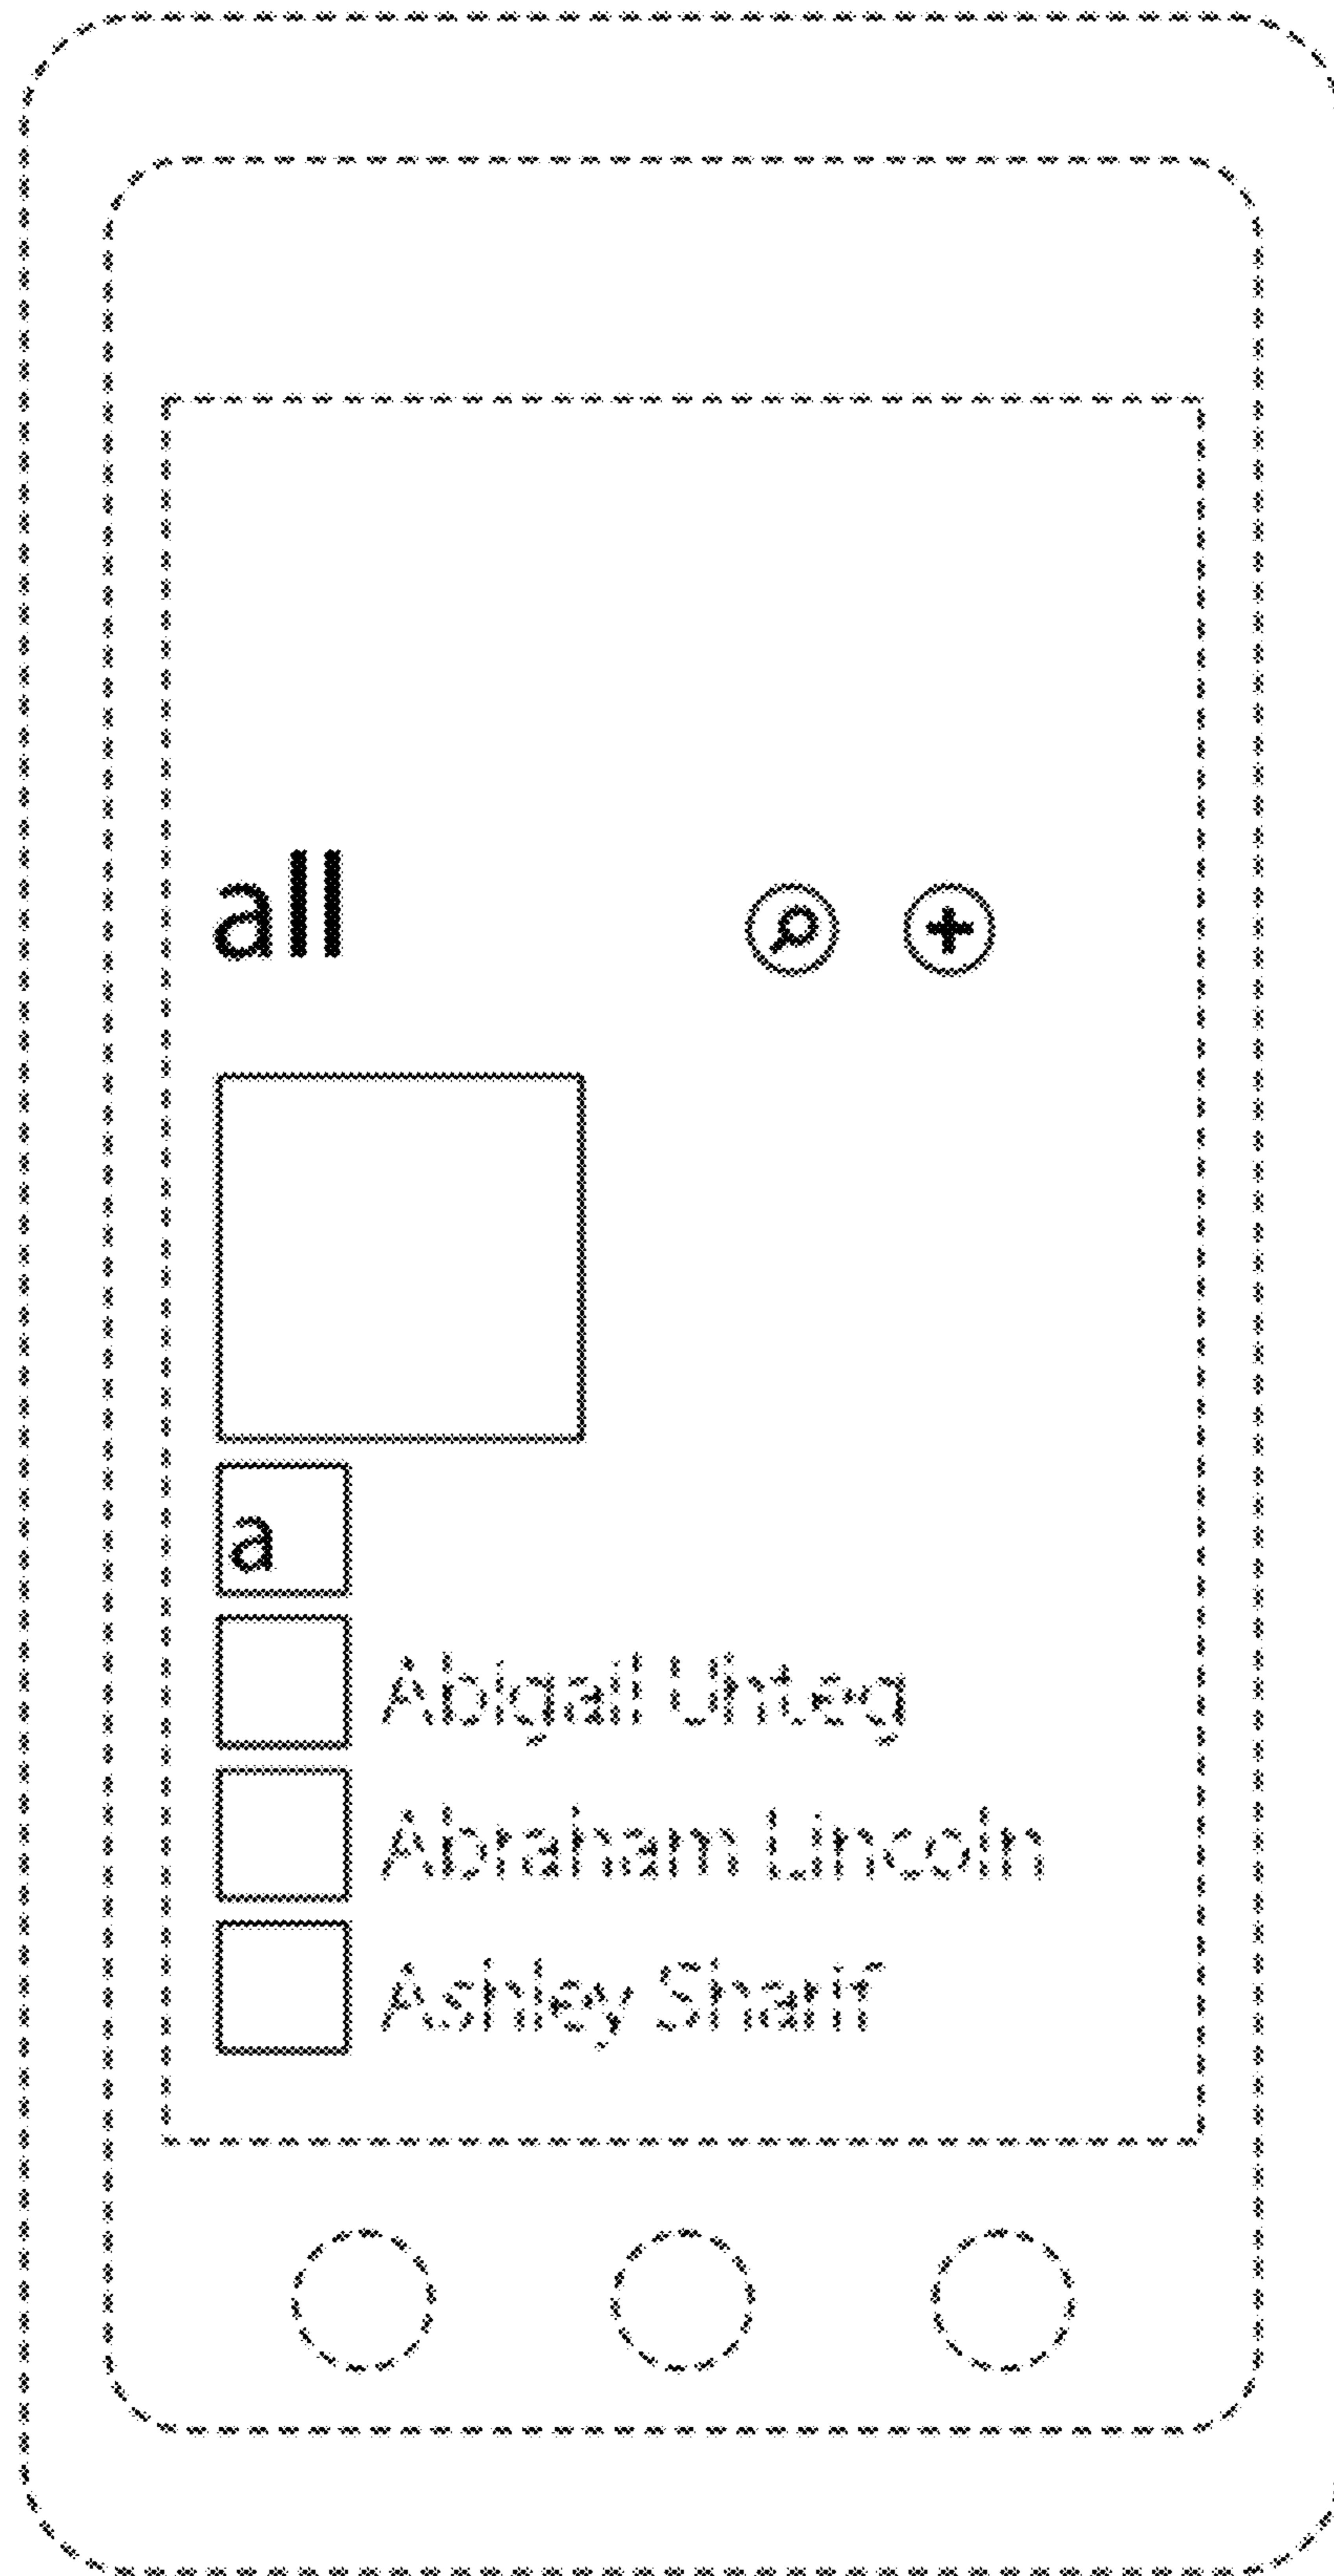 all
a
Abigail Uhteg
Abraham Lincoln
Ashley Sharif